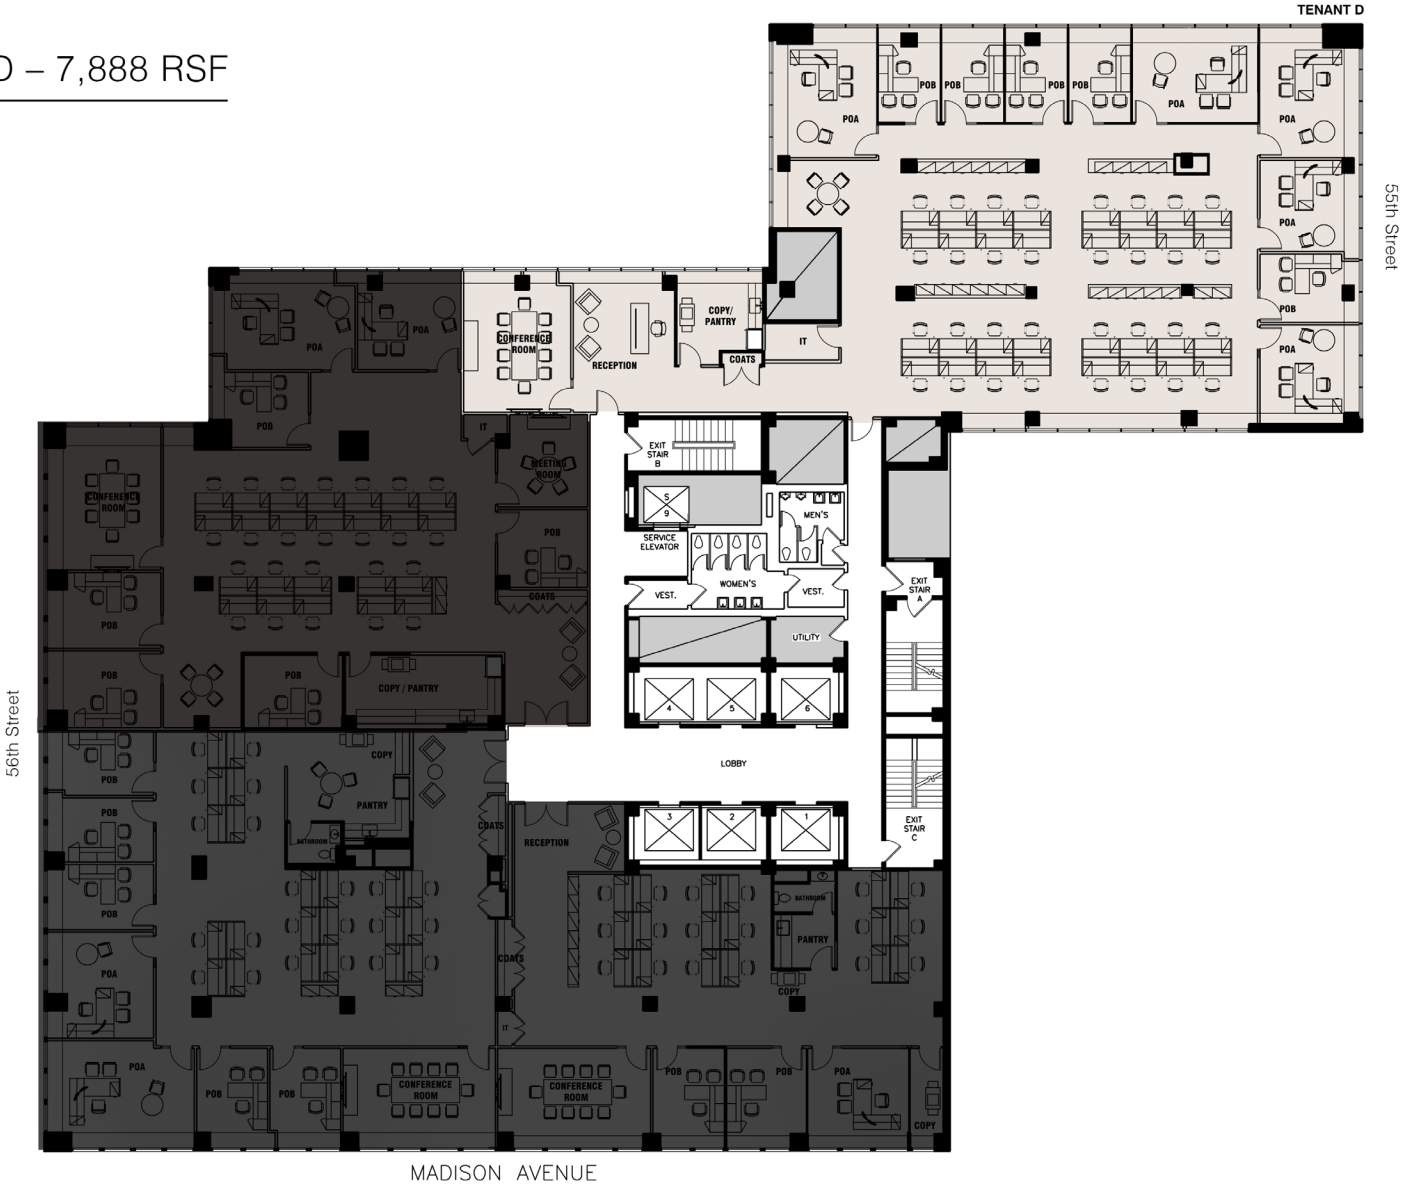 TENANT D
D – 7,888 RSF
POA
POB
POB
POB
POB
POA
POA
55th Street
POA
POB
POA
COPY/
PANTRY
IT
COATS
CONFERENCE
ROOM
RECEPTION
POA
POA
POB
IT
MEETING
ROOM
CONFERENCE
ROOM
POB
POB
COATS
POB
POB
COPY / PANTRY
EXIT
STAIR
B
S
9
SERVICE
ELEVATOR
MEN'S
WOMEN'S
VEST.
VEST.
EXIT
STAIR
A
UTILITY
4
5
6
LOBBY
56th Street
3
2
1
EXIT
STAIR
C
POB
COPY
PANTRY
POB
BATHROOM
COATS
RECEPTION
POB
BATHROOM
PANTRY
COATS
POA
COPY
IT
POA
POB
POB
CONFERENCE
ROOM
CONFERENCE
ROOM
POB
POB
POA
COPY
MADISON AVENUE